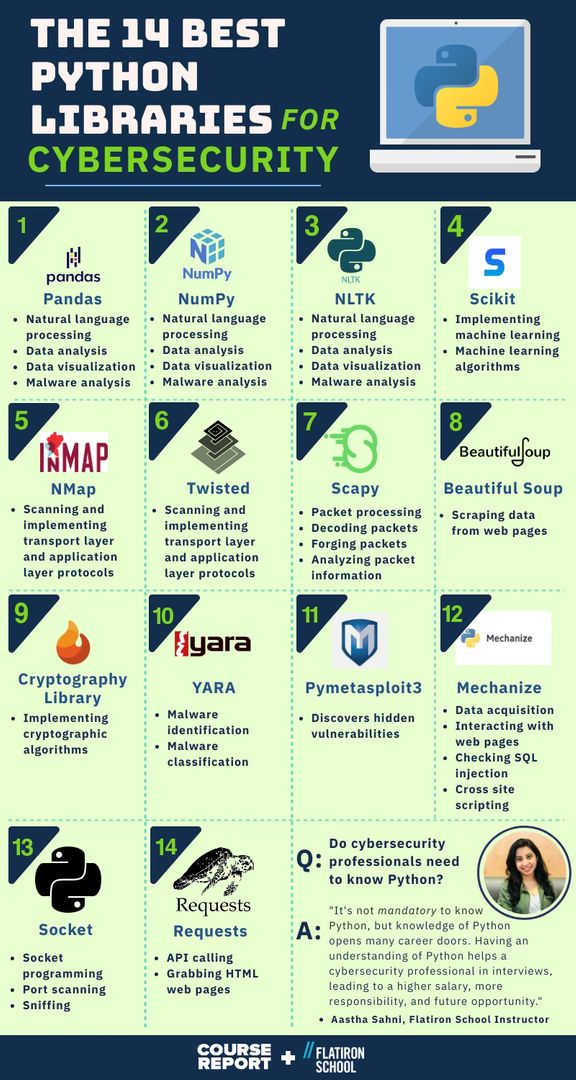 THE 14 BEST
PYTHON
LIBRARIES FOR
CYBERSECURITY
1
pandas
Pandas
• Natural language
processing
• Data analysis
• Data visualization
• Malware analysis
2
NumPy
NumPy
• Natural language
processing
• Data analysis
• Data visualization
• Malware analysis
3
NLTK
NLTK
• Natural language
processing
• Data analysis
• Data visualization
• Malware analysis
4
S
Scikit
• Implementing
machine learning
• Machine learning
algorithms
5
NMAP
NMap
• Scanning and
implementing
transport layer
and application
layer protocols
6
Twisted
• Scanning and
implementing
transport layer
and application
layer protocols
7
Scapy
• Packet processing
• Decoding packets
• Forging packets
• Analyzing packet
information
8
BeautifulSoup
Beautiful Soup
• Scraping data
from web pages
9
Cryptography
Library
• Implementing
cryptographic
algorithms
10
yara
YARA
• Malware
identification
• Malware
classification
11
M
Pymetasploit3
• Discovers hidden
vulnerabilities
12
Mechanize
Mechanize
• Data acquisition
• Interacting with
web pages
• Checking SQL
injection
• Cross site
scripting
13
Socket
• Socket
programming
• Port scanning
• Sniffing
14
Requests
Requests
• API calling
• Grabbing HTML
web pages
Q: Do cybersecurity
professionals need
to know Python?
A: "It's not mandatory to know
Python, but knowledge of Python
opens many career doors. Having an
understanding of Python helps a
cybersecurity professional in interviews,
leading to a higher salary, more
responsibility, and future opportunity."
• Aastha Sahni, Flatiron School Instructor
COURSE
REPORT + // FLATIRON
SCHOOL